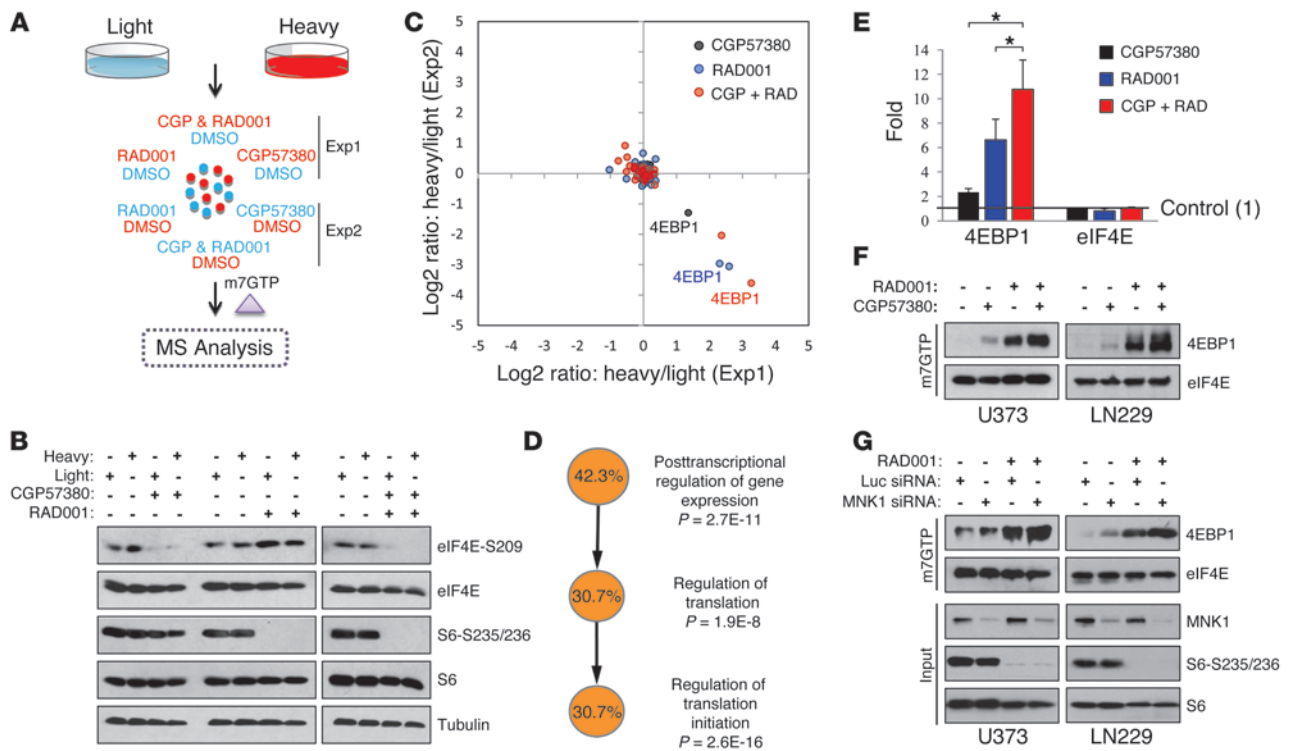 A
Light
Heavy
CGP & RAD001
DMSO
RAD001
DMSO
CGP57380
DMSO
Exp1
RAD001
DMSO
CGP57380
DMSO
Exp2
CGP & RAD001
DMSO
m7GTP
MS Analysis
B
Heavy: - + - + - + - + - + - +
Light: + - + - + - + - + - + -
CGP57380: - - + + - - - - - - + +
RAD001: - - - - - - + + - - + +
eIF4E-S209
eIF4E
S6-S235/236
S6
Tubulin
C
Log2 ratio: heavy/light (Exp2)
5
4
3
2
1
0
-1
-2
-3
-4
-5
CGP57380
RAD001
CGP + RAD
4EBP1
4EBP1
4EBP1
-5 -4 -3 -2 -1 0 1 2 3 4 5
Log2 ratio: heavy/light (Exp1)
D
42.3%
Posttranscriptional
regulation of gene
expression
P = 2.7E-11
30.7%
Regulation of
translation
P = 1.9E-8
30.7%
Regulation of
translation
initiation
P = 2.6E-16
E
Fold
14
12
10
8
6
4
2
0
*
*
CGP57380
RAD001
CGP + RAD
Control (1)
4EBP1 eIF4E
F
RAD001: - - + + - - + +
CGP57380: - + - + - + - +
m7GTP
4EBP1
eIF4E
U373 LN229
G
RAD001: - - + + - - + +
Luc siRNA: + - + - + - + -
MNK1 siRNA: - + - + - + - +
m7GTP
4EBP1
eIF4E
Input
MNK1
S6-S235/236
S6
U373 LN229